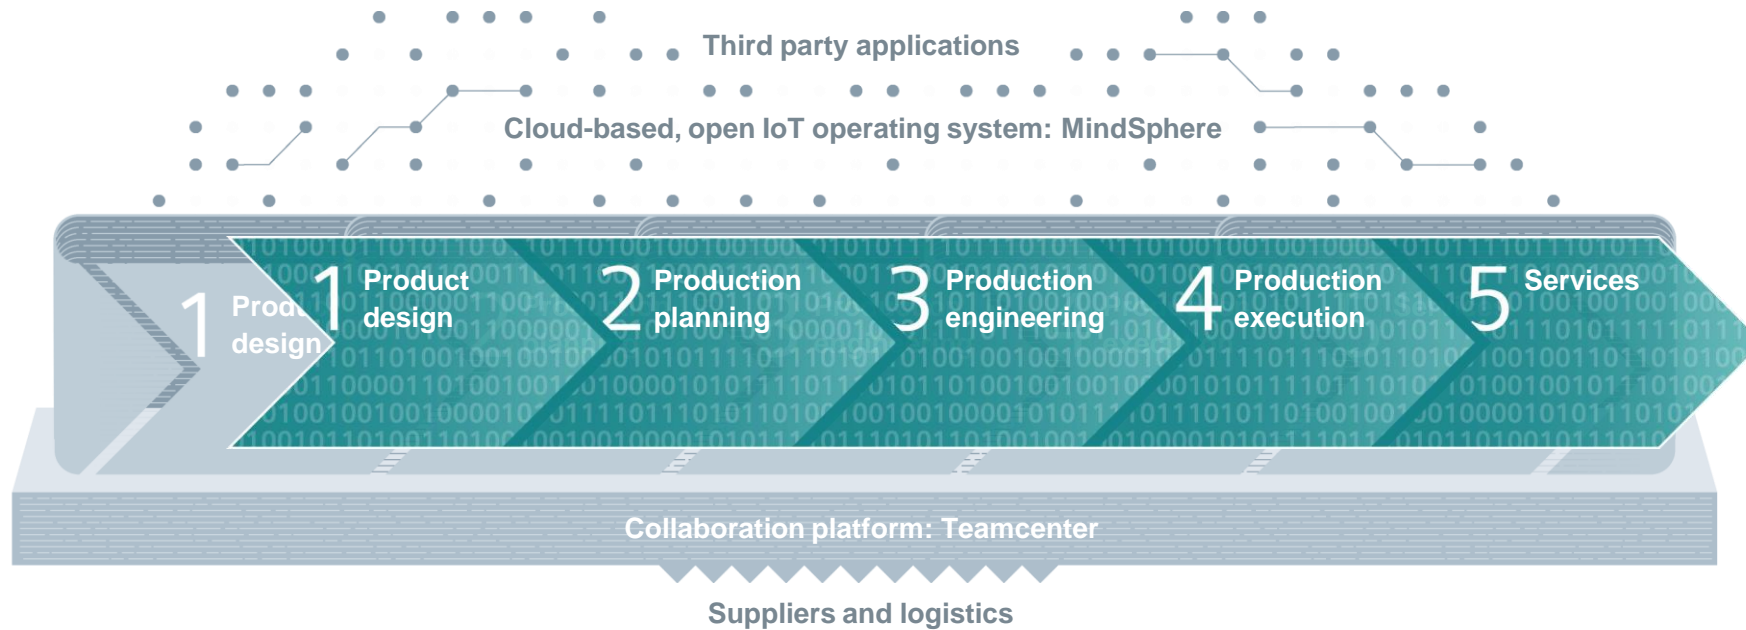 Third party applications
Cloud-based, open IoT operating system: MindSphere
1 Product
design
2 Production
planning
3 Production
engineering
4 Production
execution
5 Services
1 Prod
design
Collaboration platform: Teamcenter
Suppliers and logistics